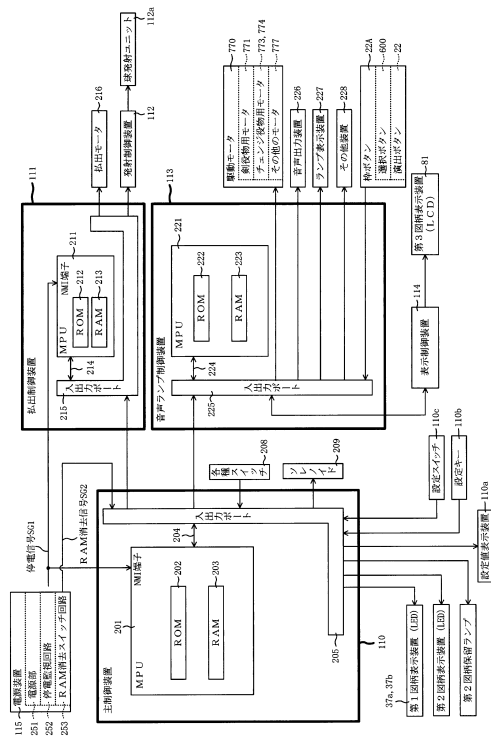 111
払出制御装置
MPU
NMI端子
211
ROM
212
RAM
213
214
215
入出力ポート
払出モータ
216
発射制御装置
112
球発射ユニット
112a
113
音声ランプ制御装置
MPU
221
ROM
222
RAM
223
224
225
入出力ポート
駆動モータ
770
剣役物用モータ
771
チェンジ役物用モータ
773, 774
その他のモータ
777
音声出力装置
226
ランプ表示装置
227
その他装置
228
枠ボタン
22A
選択ボタン
600
演出ボタン
22
表示制御装置
114
第3図柄表示装置
(LCD)
81
停電信号SG1
RAM消去信号SG2
電源装置
115
電源部
251
停電監視回路
252
RAM消去スイッチ回路
253
主制御装置
110
MPU
201
NMI端子
ROM
202
RAM
203
204
205
入出力ポート
各種スイッチ
208
ソレノイド
209
設定スイッチ
110c
設定キー
110b
設定値表示装置
110a
第1図柄表示装置(LED)
37a, 37b
第2図柄表示装置(LED)
第2図柄保留ランプ